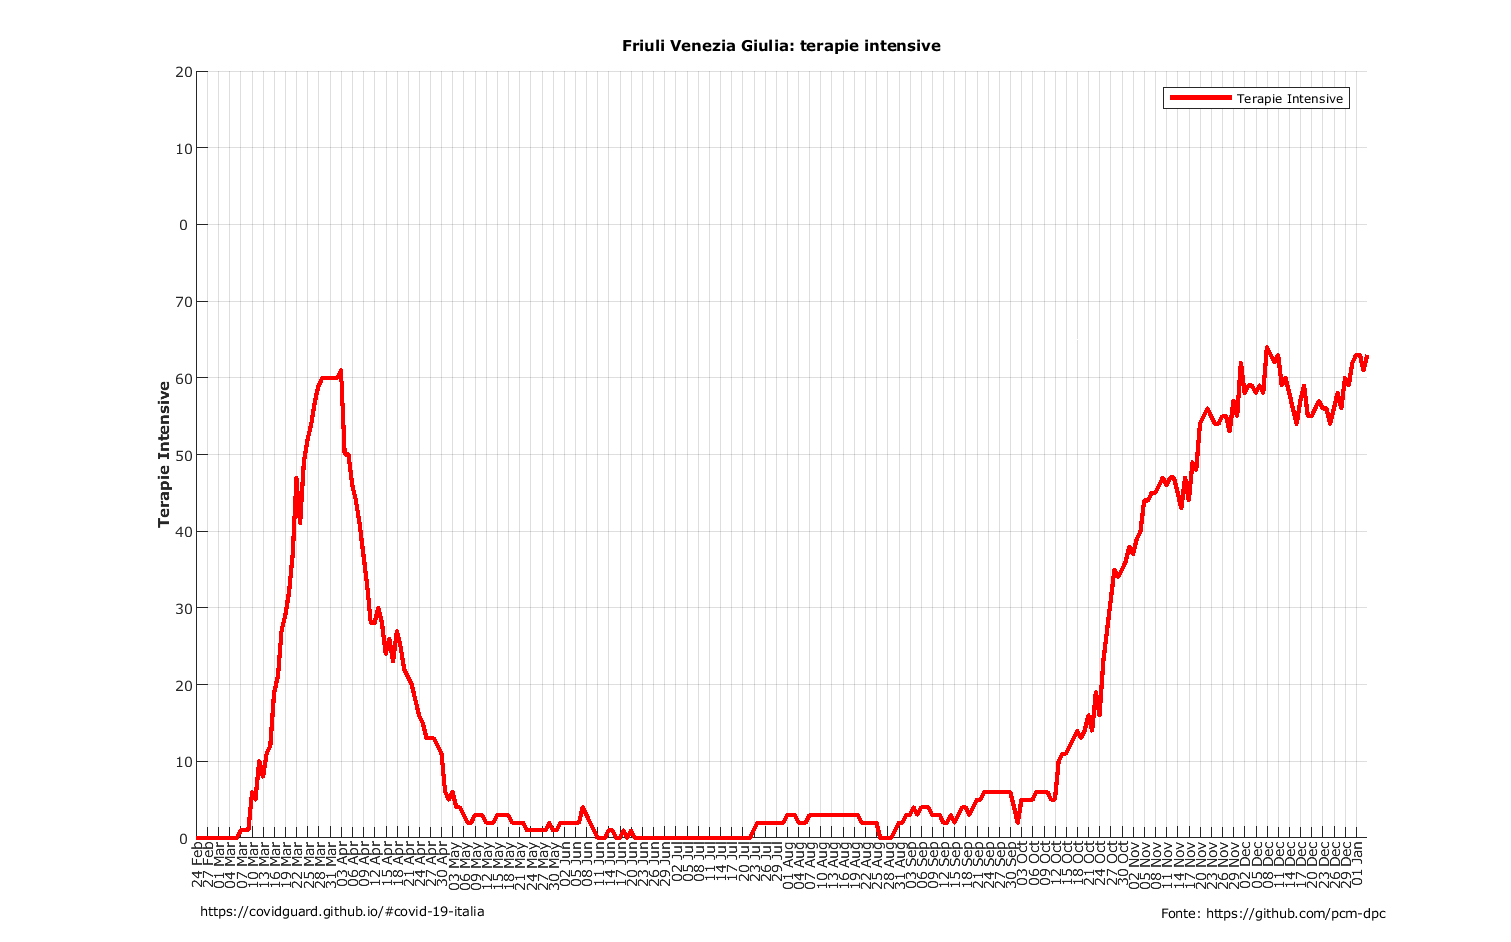 Friuli Venezia Giulia: terapie intensive
Terapie Intensive
20
10
0
70
60
50
40
30
20
10
0
Terapie Intensive
24 Feb
27 Feb
01 Mar
04 Mar
07 Mar
10 Mar
13 Mar
16 Mar
19 Mar
22 Mar
25 Mar
28 Mar
31 Mar
03 Apr
06 Apr
09 Apr
12 Apr
15 Apr
18 Apr
21 Apr
24 Apr
27 Apr
30 Apr
03 May
06 May
09 May
12 May
15 May
18 May
21 May
24 May
27 May
30 May
02 Jun
05 Jun
08 Jun
11 Jun
14 Jun
17 Jun
20 Jun
23 Jun
26 Jun
29 Jun
02 Jul
05 Jul
08 Jul
11 Jul
14 Jul
17 Jul
20 Jul
23 Jul
26 Jul
29 Jul
01 Aug
04 Aug
07 Aug
10 Aug
13 Aug
16 Aug
19 Aug
22 Aug
25 Aug
28 Aug
31 Aug
03 Sep
06 Sep
09 Sep
12 Sep
15 Sep
18 Sep
21 Sep
24 Sep
27 Sep
30 Sep
03 Oct
06 Oct
09 Oct
12 Oct
15 Oct
18 Oct
21 Oct
24 Oct
27 Oct
30 Oct
02 Nov
05 Nov
08 Nov
11 Nov
14 Nov
17 Nov
20 Nov
23 Nov
26 Nov
29 Nov
02 Dec
05 Dec
08 Dec
11 Dec
14 Dec
17 Dec
20 Dec
23 Dec
26 Dec
29 Dec
01 Jan
https://covidguard.github.io/#covid-19-italia
Fonte: https://github.com/pcm-dpc